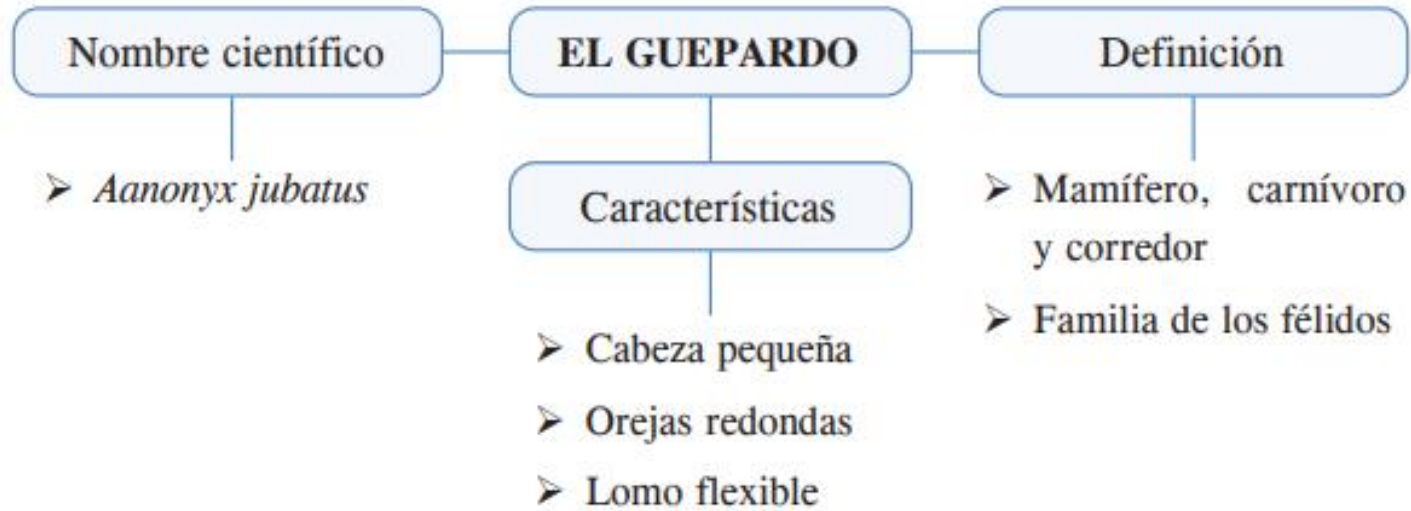 Nombre científico
EL GUEPARDO
Definición
➢ Aanonyx jubatus
Características
➢ Mamífero, carnívoro
y corredor
➢ Familia de los félidos
➢ Cabeza pequeña
➢ Orejas redondas
➢ Lomo flexible